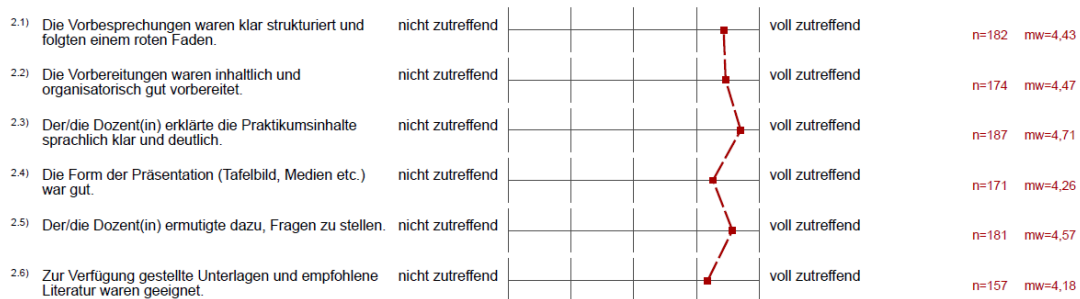 2.1) Die Vorbesprechungen waren klar strukturiert und folgten einem roten Faden. nicht zutreffend voll zutreffend n=182 mw=4,43
2.2) Die Vorbereitungen waren inhaltlich und organisatorisch gut vorbereitet. nicht zutreffend voll zutreffend n=174 mw=4,47
2.3) Der/die Dozent(in) erklärte die Praktikumsinhalte sprachlich klar und deutlich. nicht zutreffend voll zutreffend n=187 mw=4,71
2.4) Die Form der Präsentation (Tafelbild, Medien etc.) war gut. nicht zutreffend voll zutreffend n=171 mw=4,26
2.5) Der/die Dozent(in) ermutigte dazu, Fragen zu stellen. nicht zutreffend voll zutreffend n=181 mw=4,57
2.6) Zur Verfügung gestellte Unterlagen und empfohlene Literatur waren geeignet. nicht zutreffend voll zutreffend n=157 mw=4,18